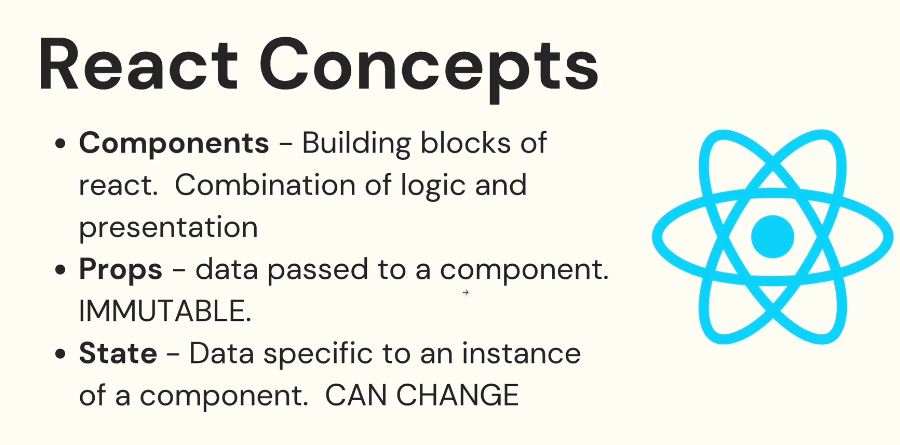 React Concepts
• Components - Building blocks of
react.  Combination of logic and
presentation
• Props - data passed to a component.
IMMUTABLE.
• State - Data specific to an instance
of a component.  CAN CHANGE